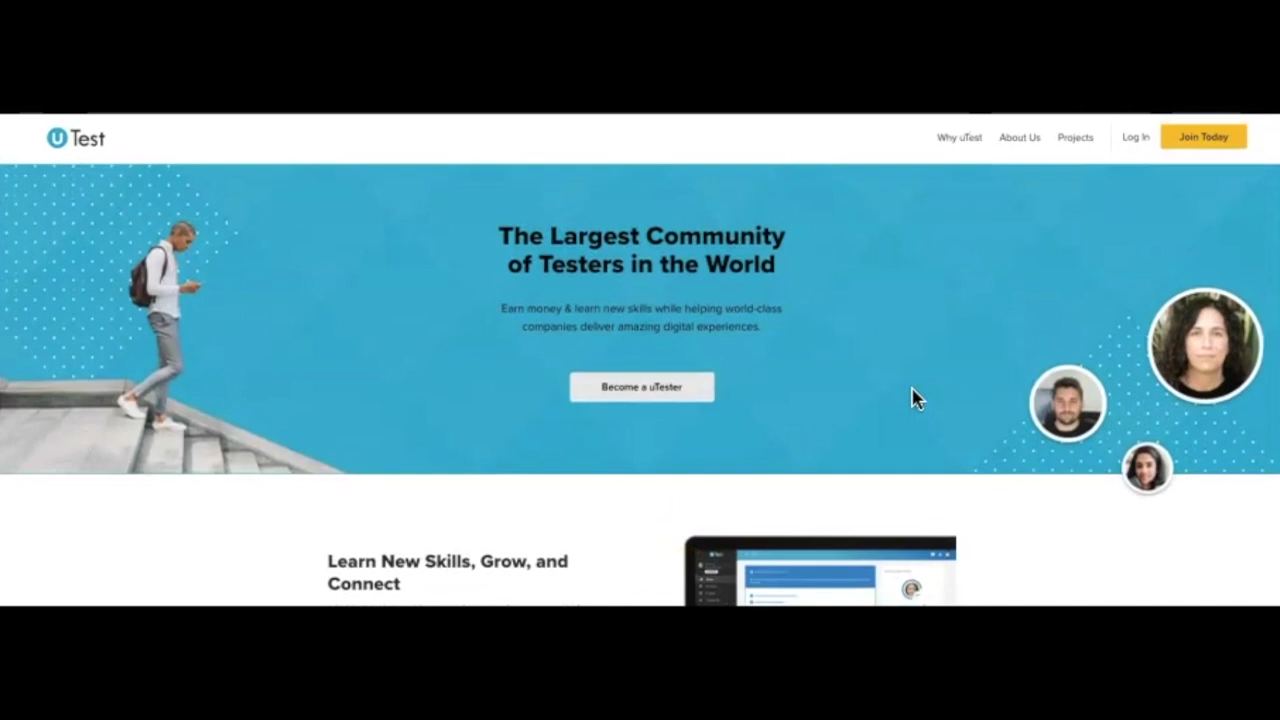 uTest
Why uTest
About Us
Projects
Log In
Join Today
The Largest Community
of Testers in the World
Earn money & learn new skills while helping world-class
companies deliver amazing digital experiences.
Become a uTester
Learn New Skills, Grow, and
Connect